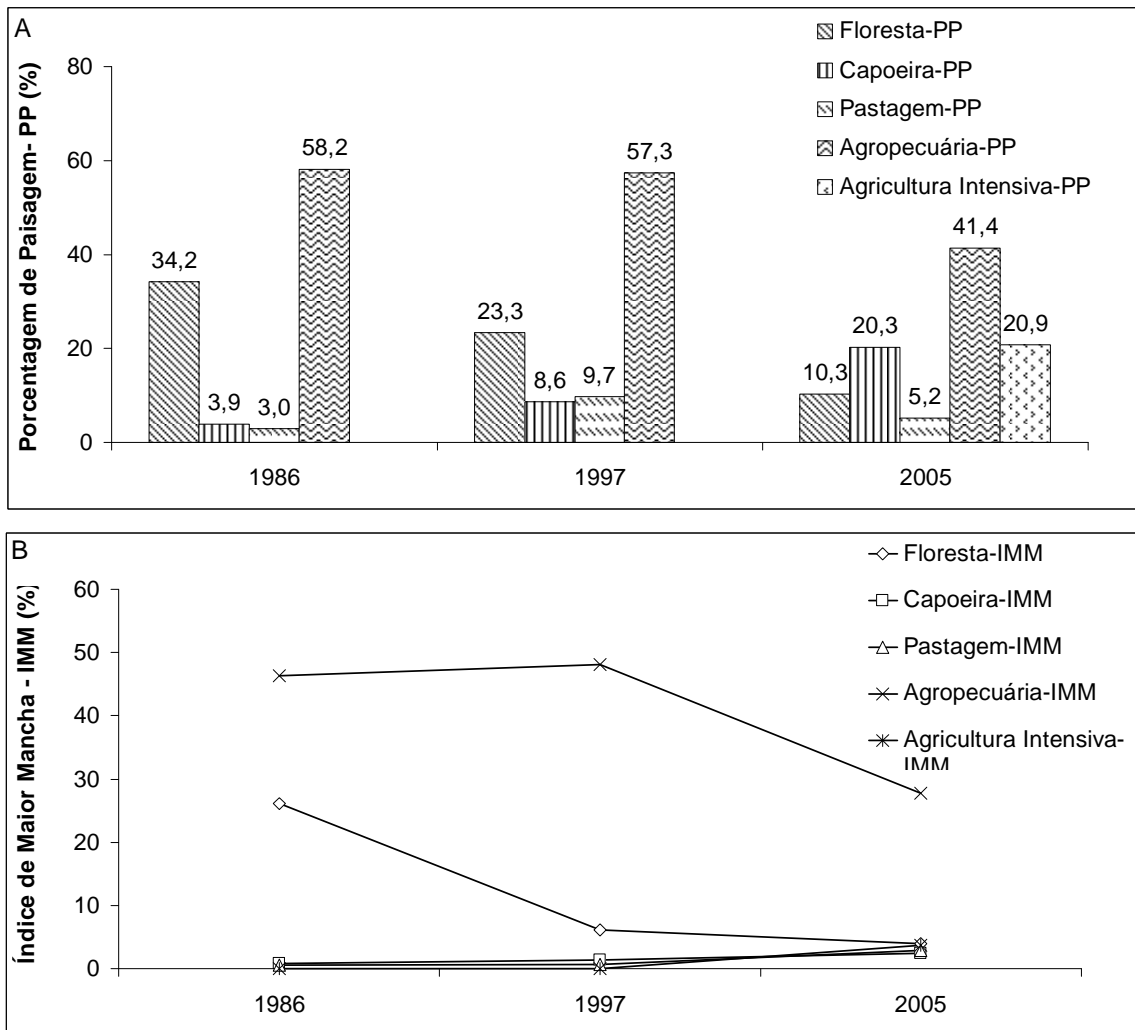 A
Floresta-PP
Capoeira-PP
Pastagem-PP
Agropecuária-PP
Agricultura Intensiva-PP
Porcentagem de Paisagem- PP (%)
80
60
40
20
0
34,2
3,9
3,0
58,2
23,3
8,6
9,7
57,3
10,3
20,3
5,2
41,4
20,9
1986
1997
2005
B
Floresta-IMM
Capoeira-IMM
Pastagem-IMM
Agropecuária-IMM
Agricultura Intensiva-
IMM
Índice de Maior Mancha - IMM (%)
60
50
40
30
20
10
0
1986
1997
2005